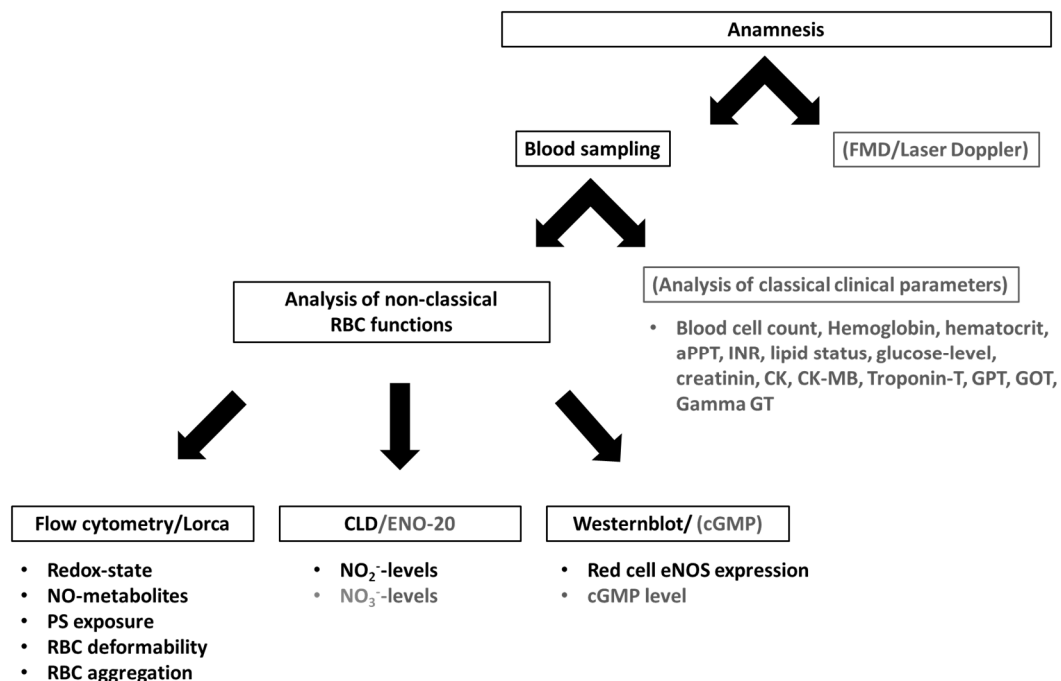 Anamnesis
Blood sampling
(FMD/Laser Doppler)
Analysis of non-classical
RBC functions
(Analysis of classical clinical parameters)
• Blood cell count, Hemoglobin, hematocrit,
aPPT, INR, lipid status, glucose-level,
creatinin, CK, CK-MB, Troponin-T, GPT, GOT,
Gamma GT
Flow cytometry/Lorca
• Redox-state
• NO-metabolites
• PS exposure
• RBC deformability
• RBC aggregation
CLD/ENO-20
• NO₂⁻-levels
• NO₃⁻-levels
Westernblot/ (cGMP)
• Red cell eNOS expression
• cGMP level